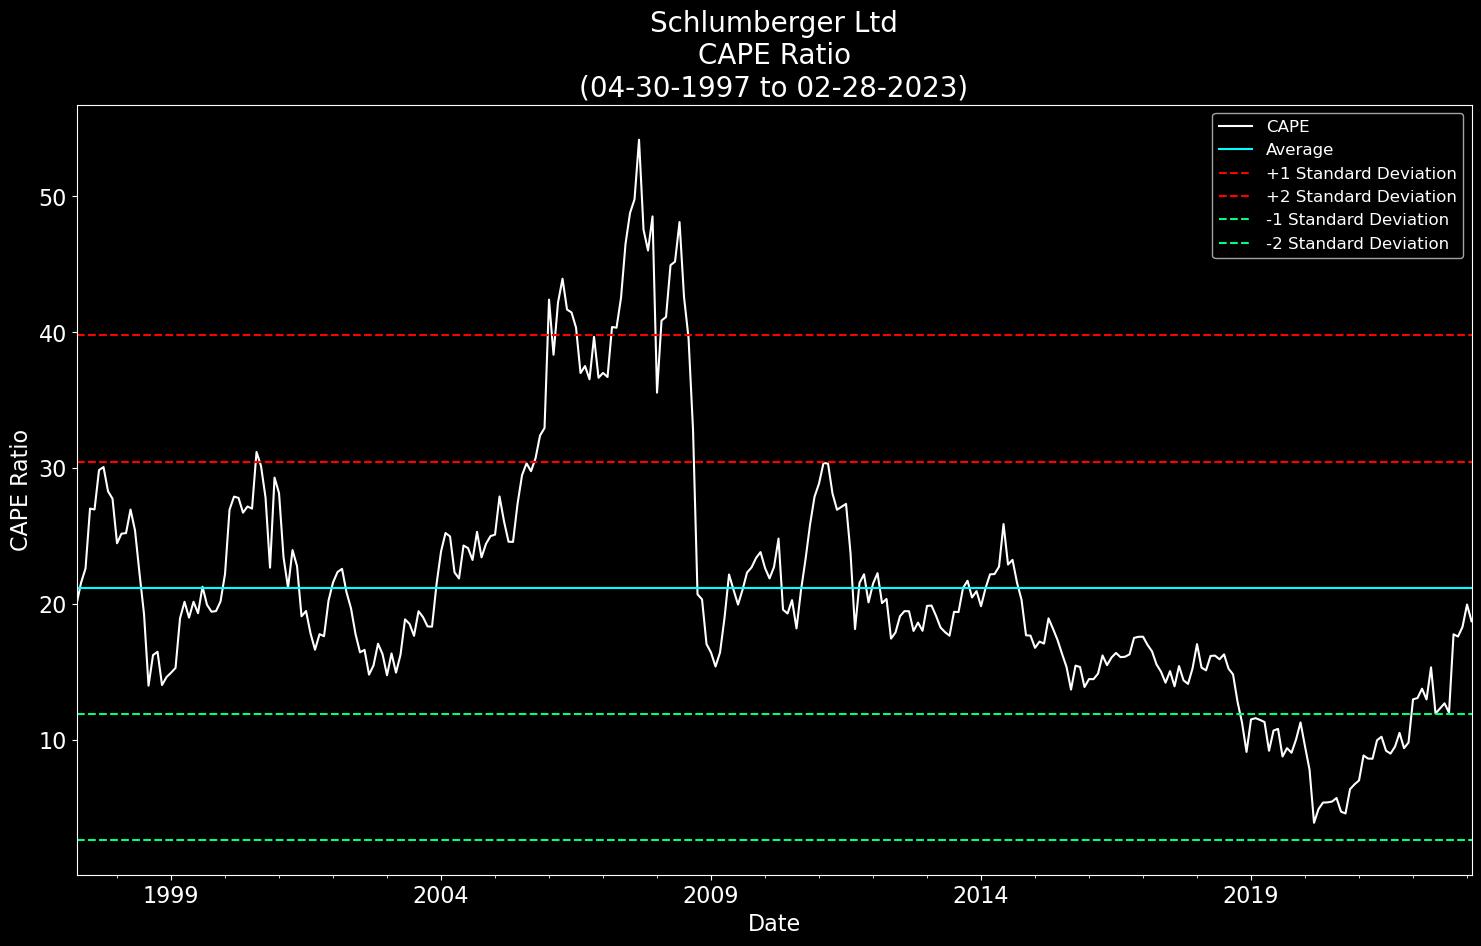 Schlumberger Ltd
CAPE Ratio
(04-30-1997 to 02-28-2023)
CAPE
Average
+1 Standard Deviation
+2 Standard Deviation
-1 Standard Deviation
-2 Standard Deviation
50
40
30
20
10
CAPE Ratio
1999 2004 2009 2014 2019
Date